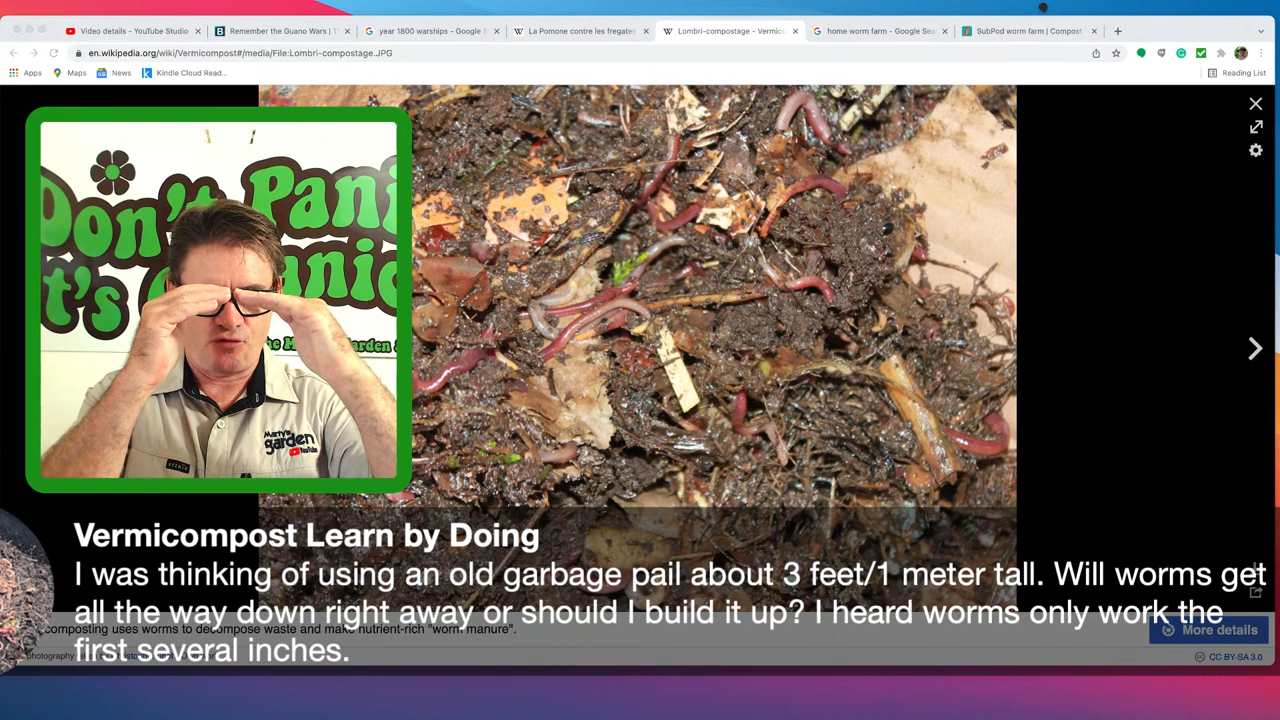 Video details - YouTube Studio
Remember the Guano Wars | T
year 1800 warships - Google S
La Pomone contre les fregates
Lombri-compostage - Vermico
home worm farm - Google Sea
SubPod worm farm | Compost
en.wikipedia.org/wiki/Vermicompost#/media/File:Lombri-compostage.JPG
Apps
Maps
News
Kindle Cloud Read...
Reading List
Don't Pani
It's Organic
Marty's
garden
YouTube
Vermicompost Learn by Doing
I was thinking of using an old garbage pail about 3 feet/1 meter tall. Will worms get
all the way down right away or should I build it up? I heard worms only work the
first several inches.
composting uses worms to decompose waste and make nutrient-rich "worm manure".
More details
CC BY-SA 3.0